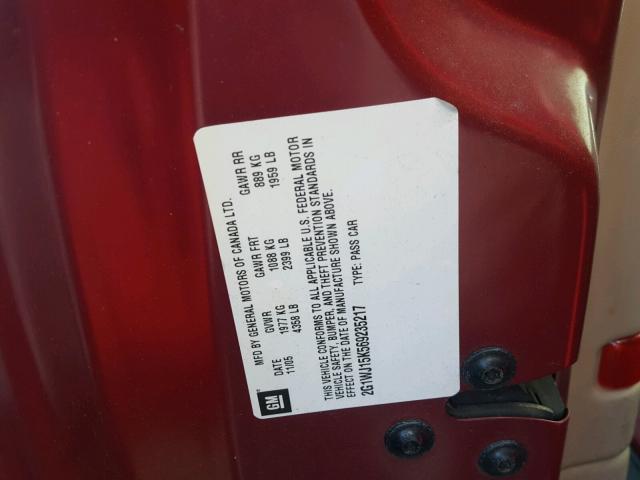 MFD BY GENERAL MOTORS OF CANADA LTD.
DATE GVWR GAWR FRT GAWR RR
11/05 1977 KG 1088 KG 889 KG
4358 LB 2399 LB 1959 LB
THIS VEHICLE CONFORMS TO ALL APPLICABLE U.S. FEDERAL MOTOR
VEHICLE SAFETY, BUMPER, AND THEFT PREVENTION STANDARDS IN
EFFECT ON THE DATE OF MANUFACTURE SHOWN ABOVE.
2G1WJ15K569235217 TYPE: PASS CAR
GM